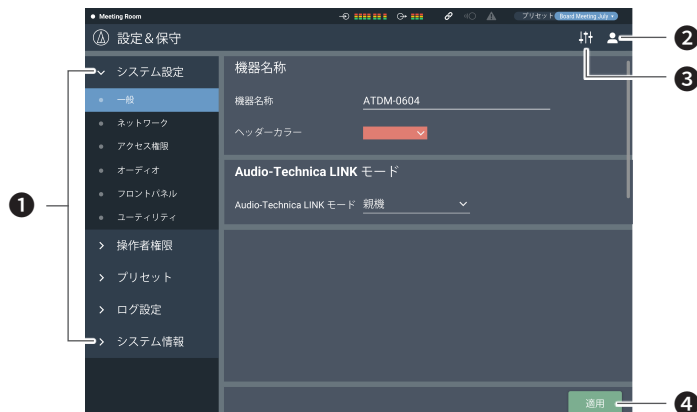 Meeting Room プリセット Board Meeting July
設定&保守
❶
❷
❸
❹
システム設定
一般
ネットワーク
アクセス権限
オーディオ
フロントパネル
ユーティリティ
操作者権限
プリセット
ログ設定
システム情報
機器名称
機器名称 ATDM-0604
ヘッダーカラー
Audio-Technica LINK モード
Audio-Technica LINK モード 親機
適用